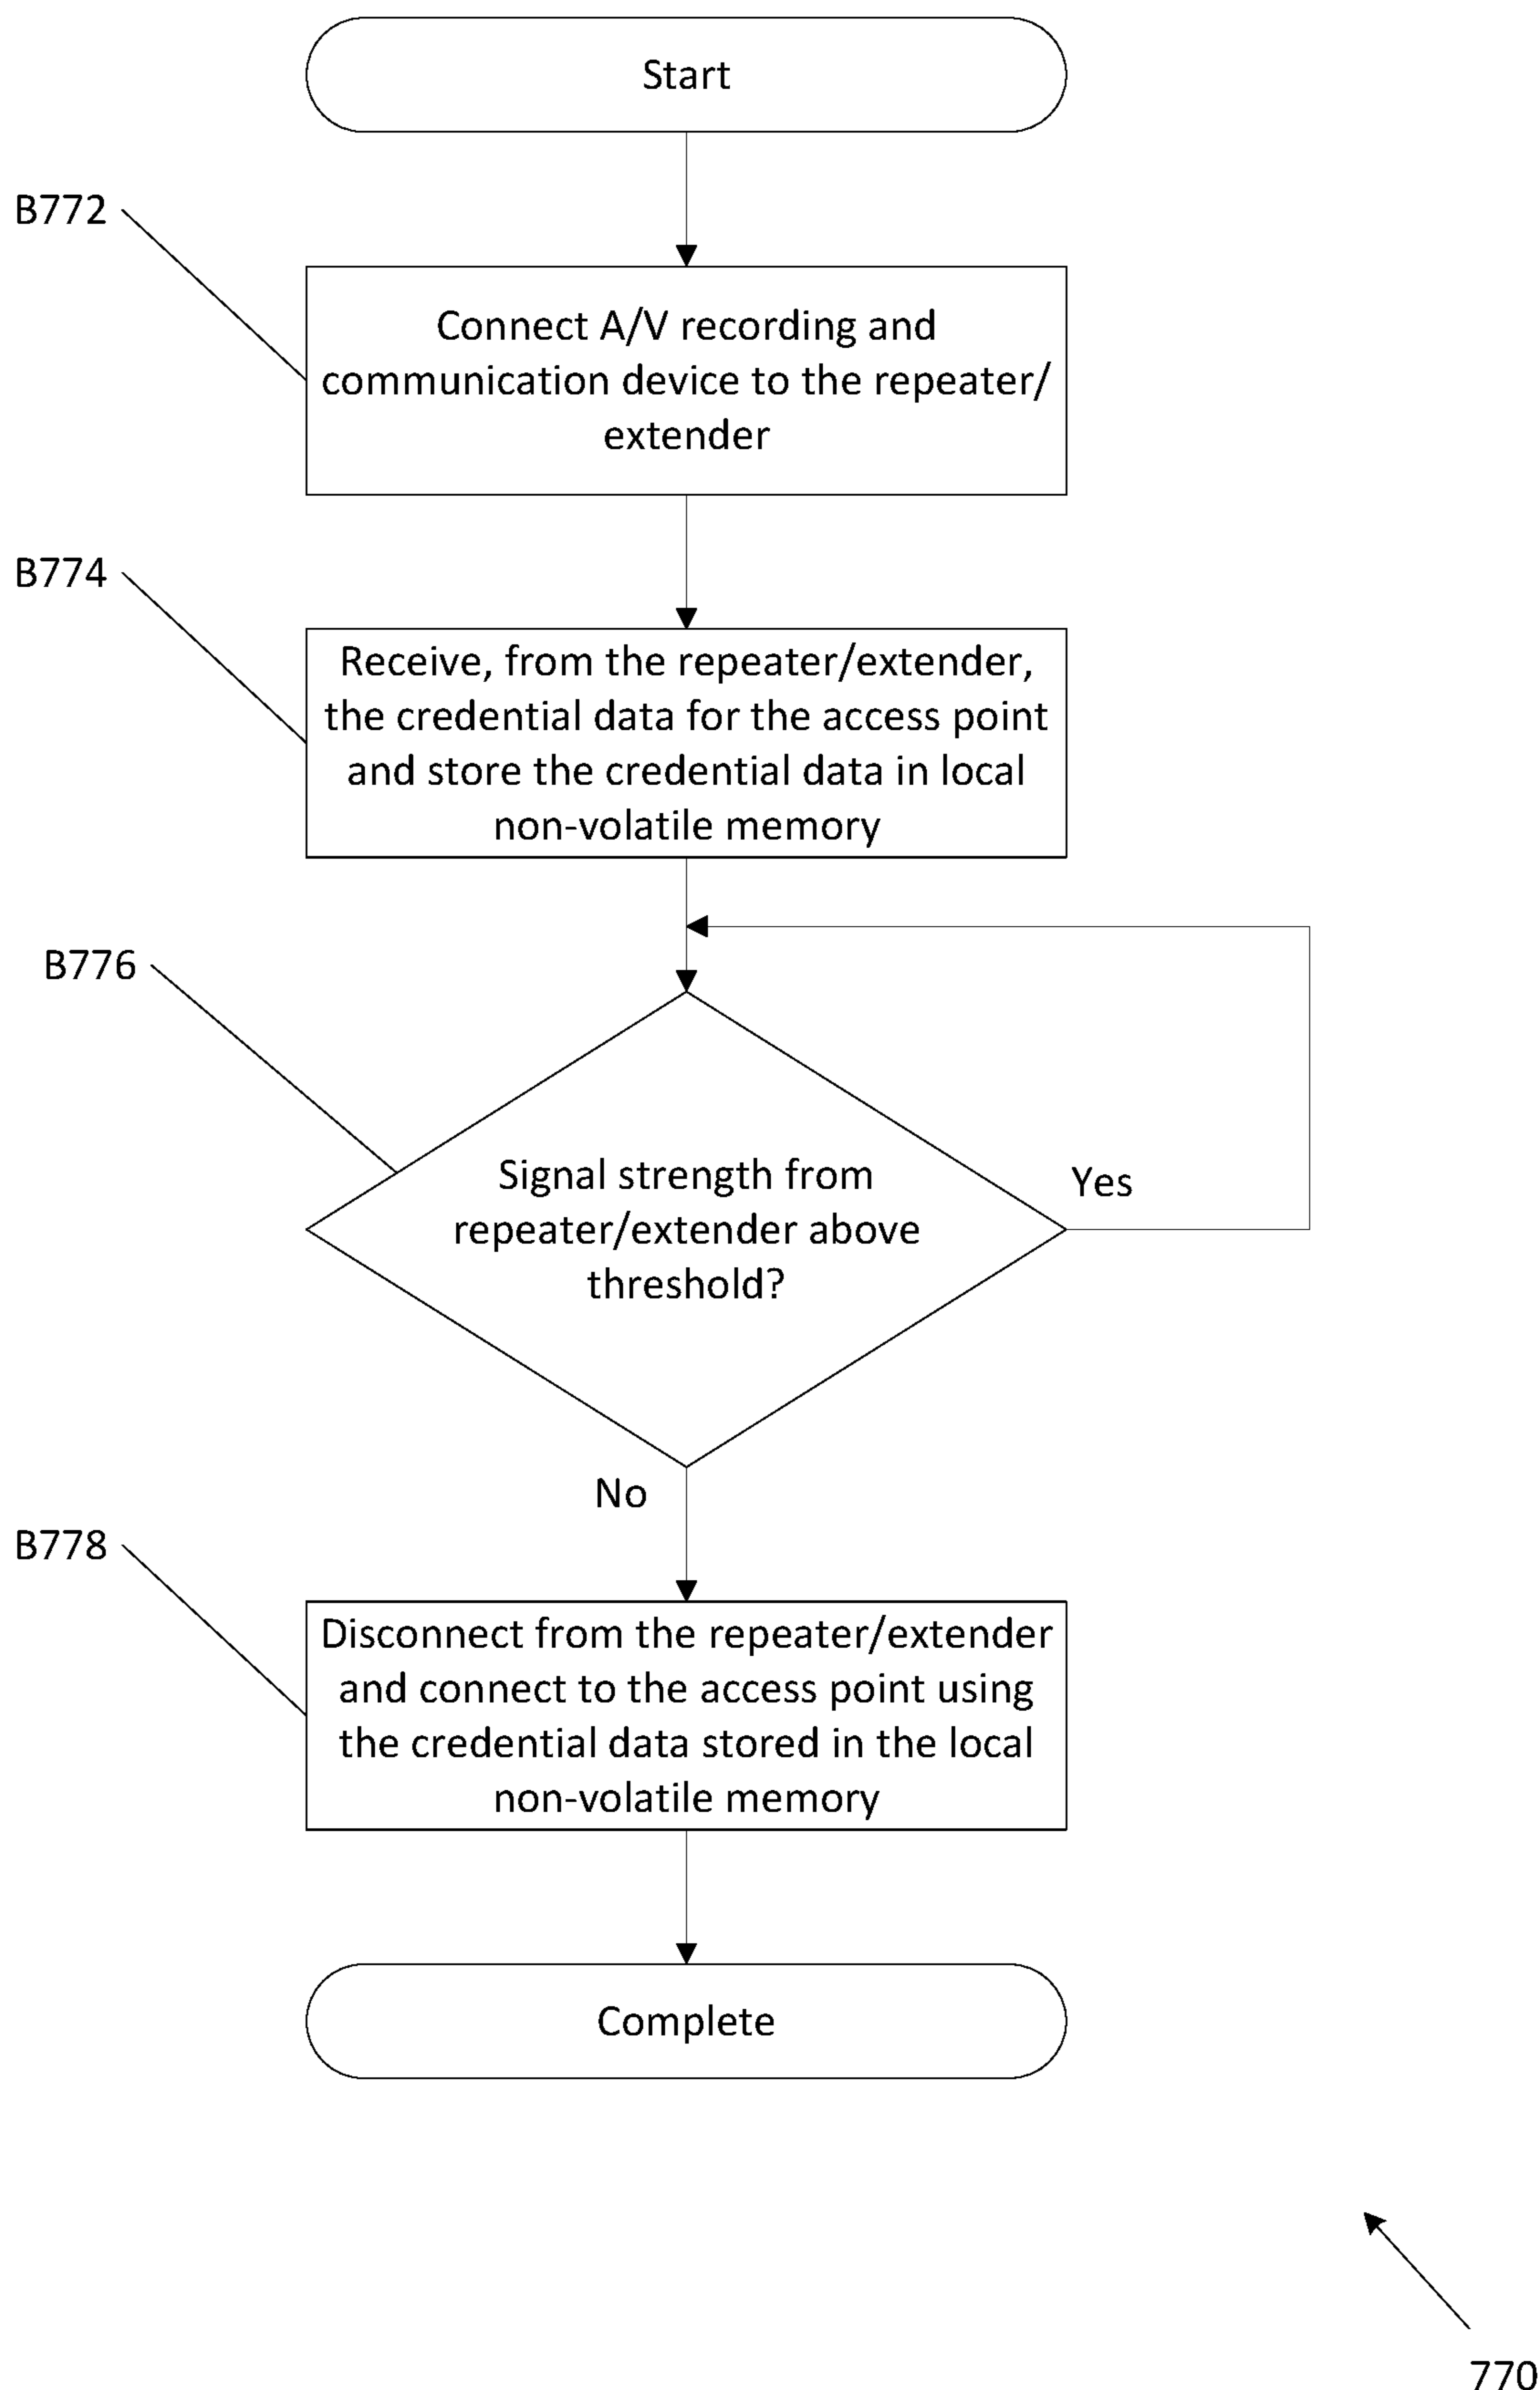 Start
B772
Connect A/V recording and
communication device to the repeater/
extender
B774
Receive, from the repeater/extender,
the credential data for the access point
and store the credential data in local
non-volatile memory
B776
Signal strength from
repeater/extender above
threshold?
Yes
No
B778
Disconnect from the repeater/extender
and connect to the access point using
the credential data stored in the local
non-volatile memory
Complete
770